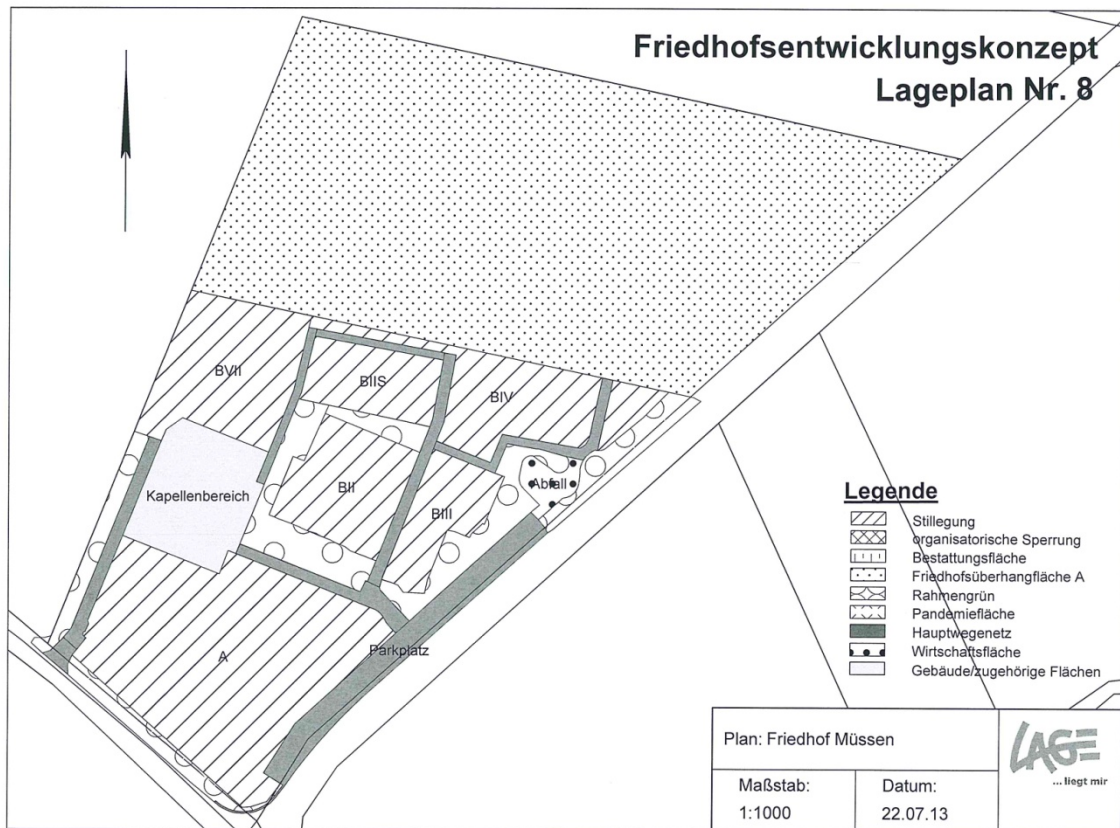 Friedhofsentwicklungskonzept
Lageplan Nr. 8
BVII
BIIS
BIV
Kapellenbereich
BII
BIII
Abfall
A
Parkplatz
Legende
Stillegung
organisatorische Sperrung
Bestattungsfläche
Friedhofsüberhangfläche A
Rahmengrün
Pandemiefläche
Hauptwegenetz
Wirtschaftsfläche
Gebäude/zugehörige Flächen
Plan: Friedhof Müssen
Maßstab:
1:1000
Datum:
22.07.13
LAGE
... liegt mir